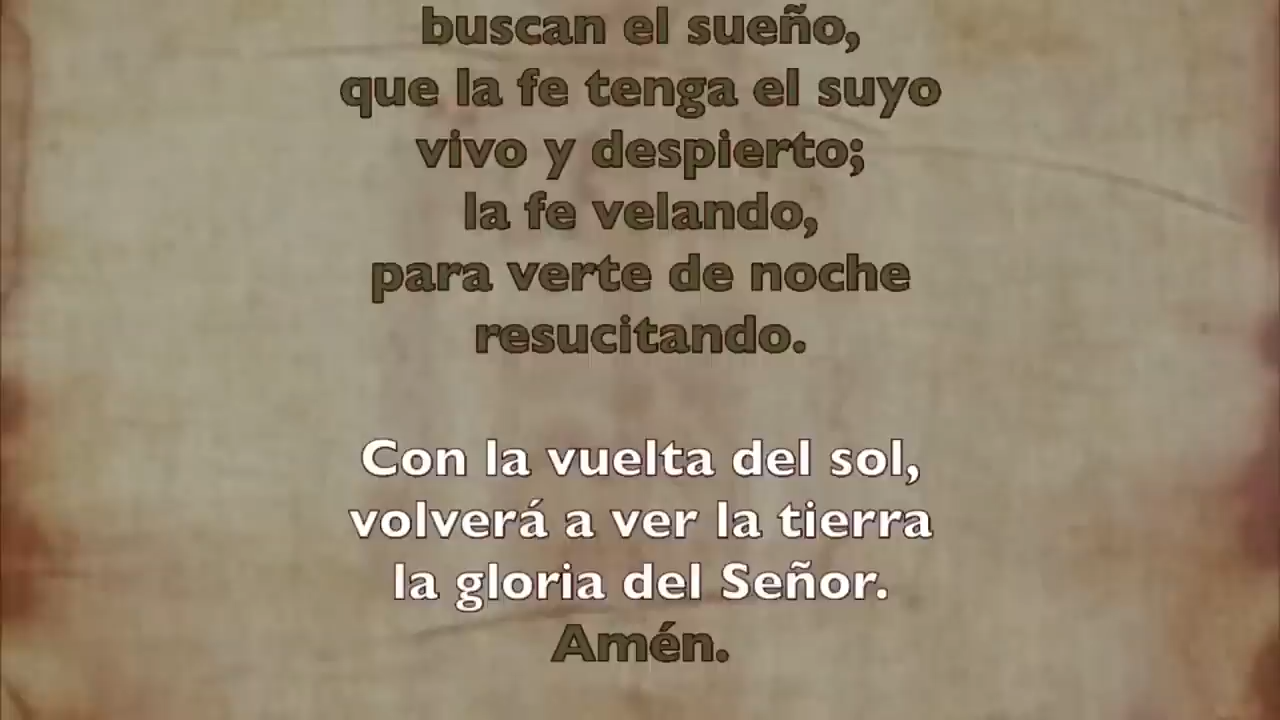 buscan el sueño,
que la fe tenga el suyo
vivo y despierto;
la fe velando,
para verte de noche
resucitando.
Con la vuelta del sol,
volverá a ver la tierra
la gloria del Señor.
Amén.